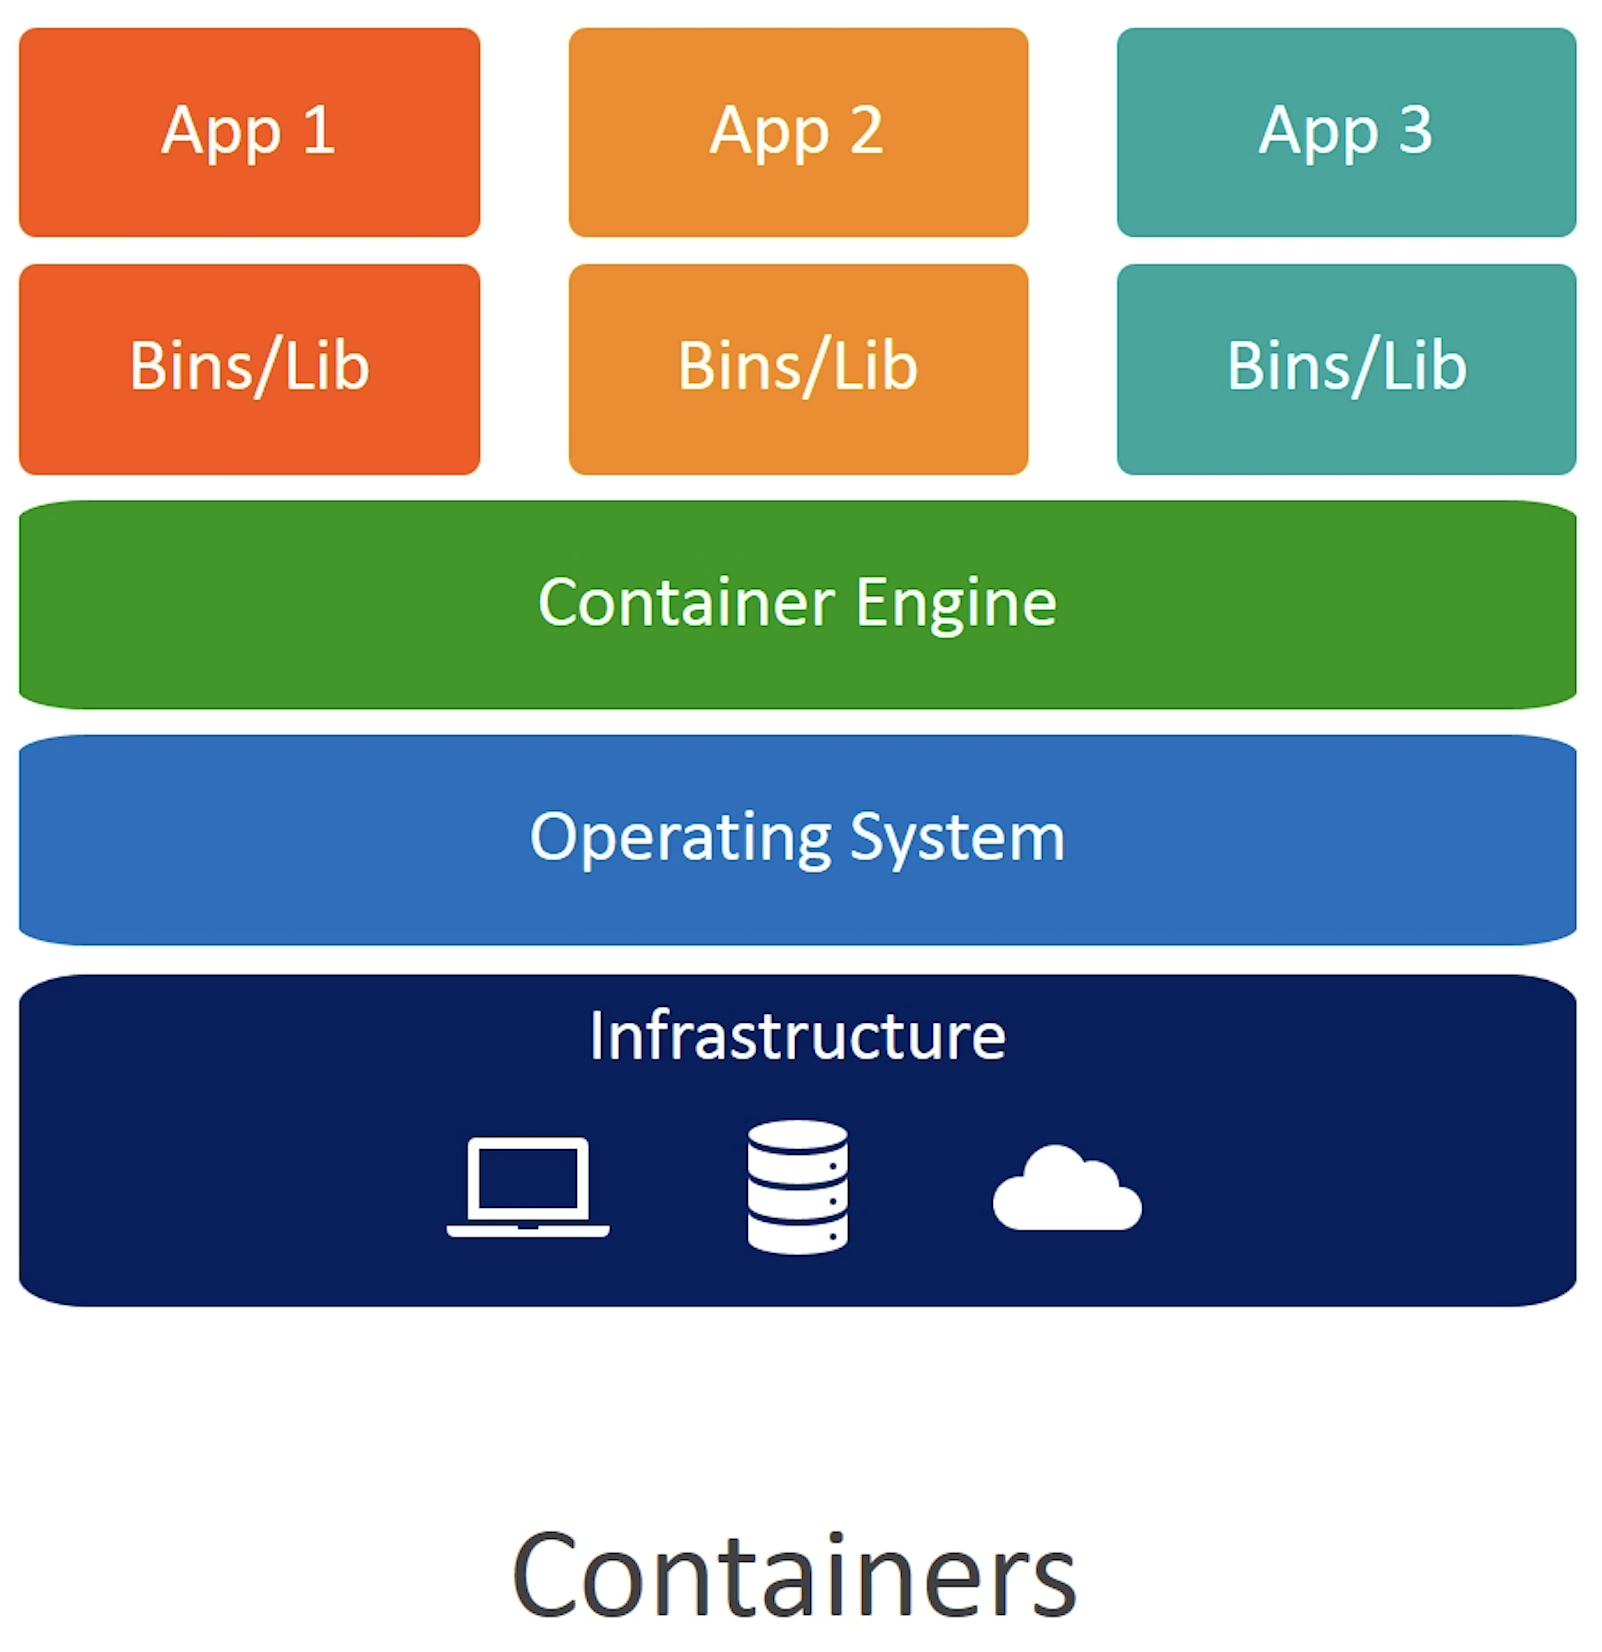 App 1
App 2
App 3
Bins/Lib
Bins/Lib
Bins/Lib
Container Engine
Operating System
Infrastructure
Containers